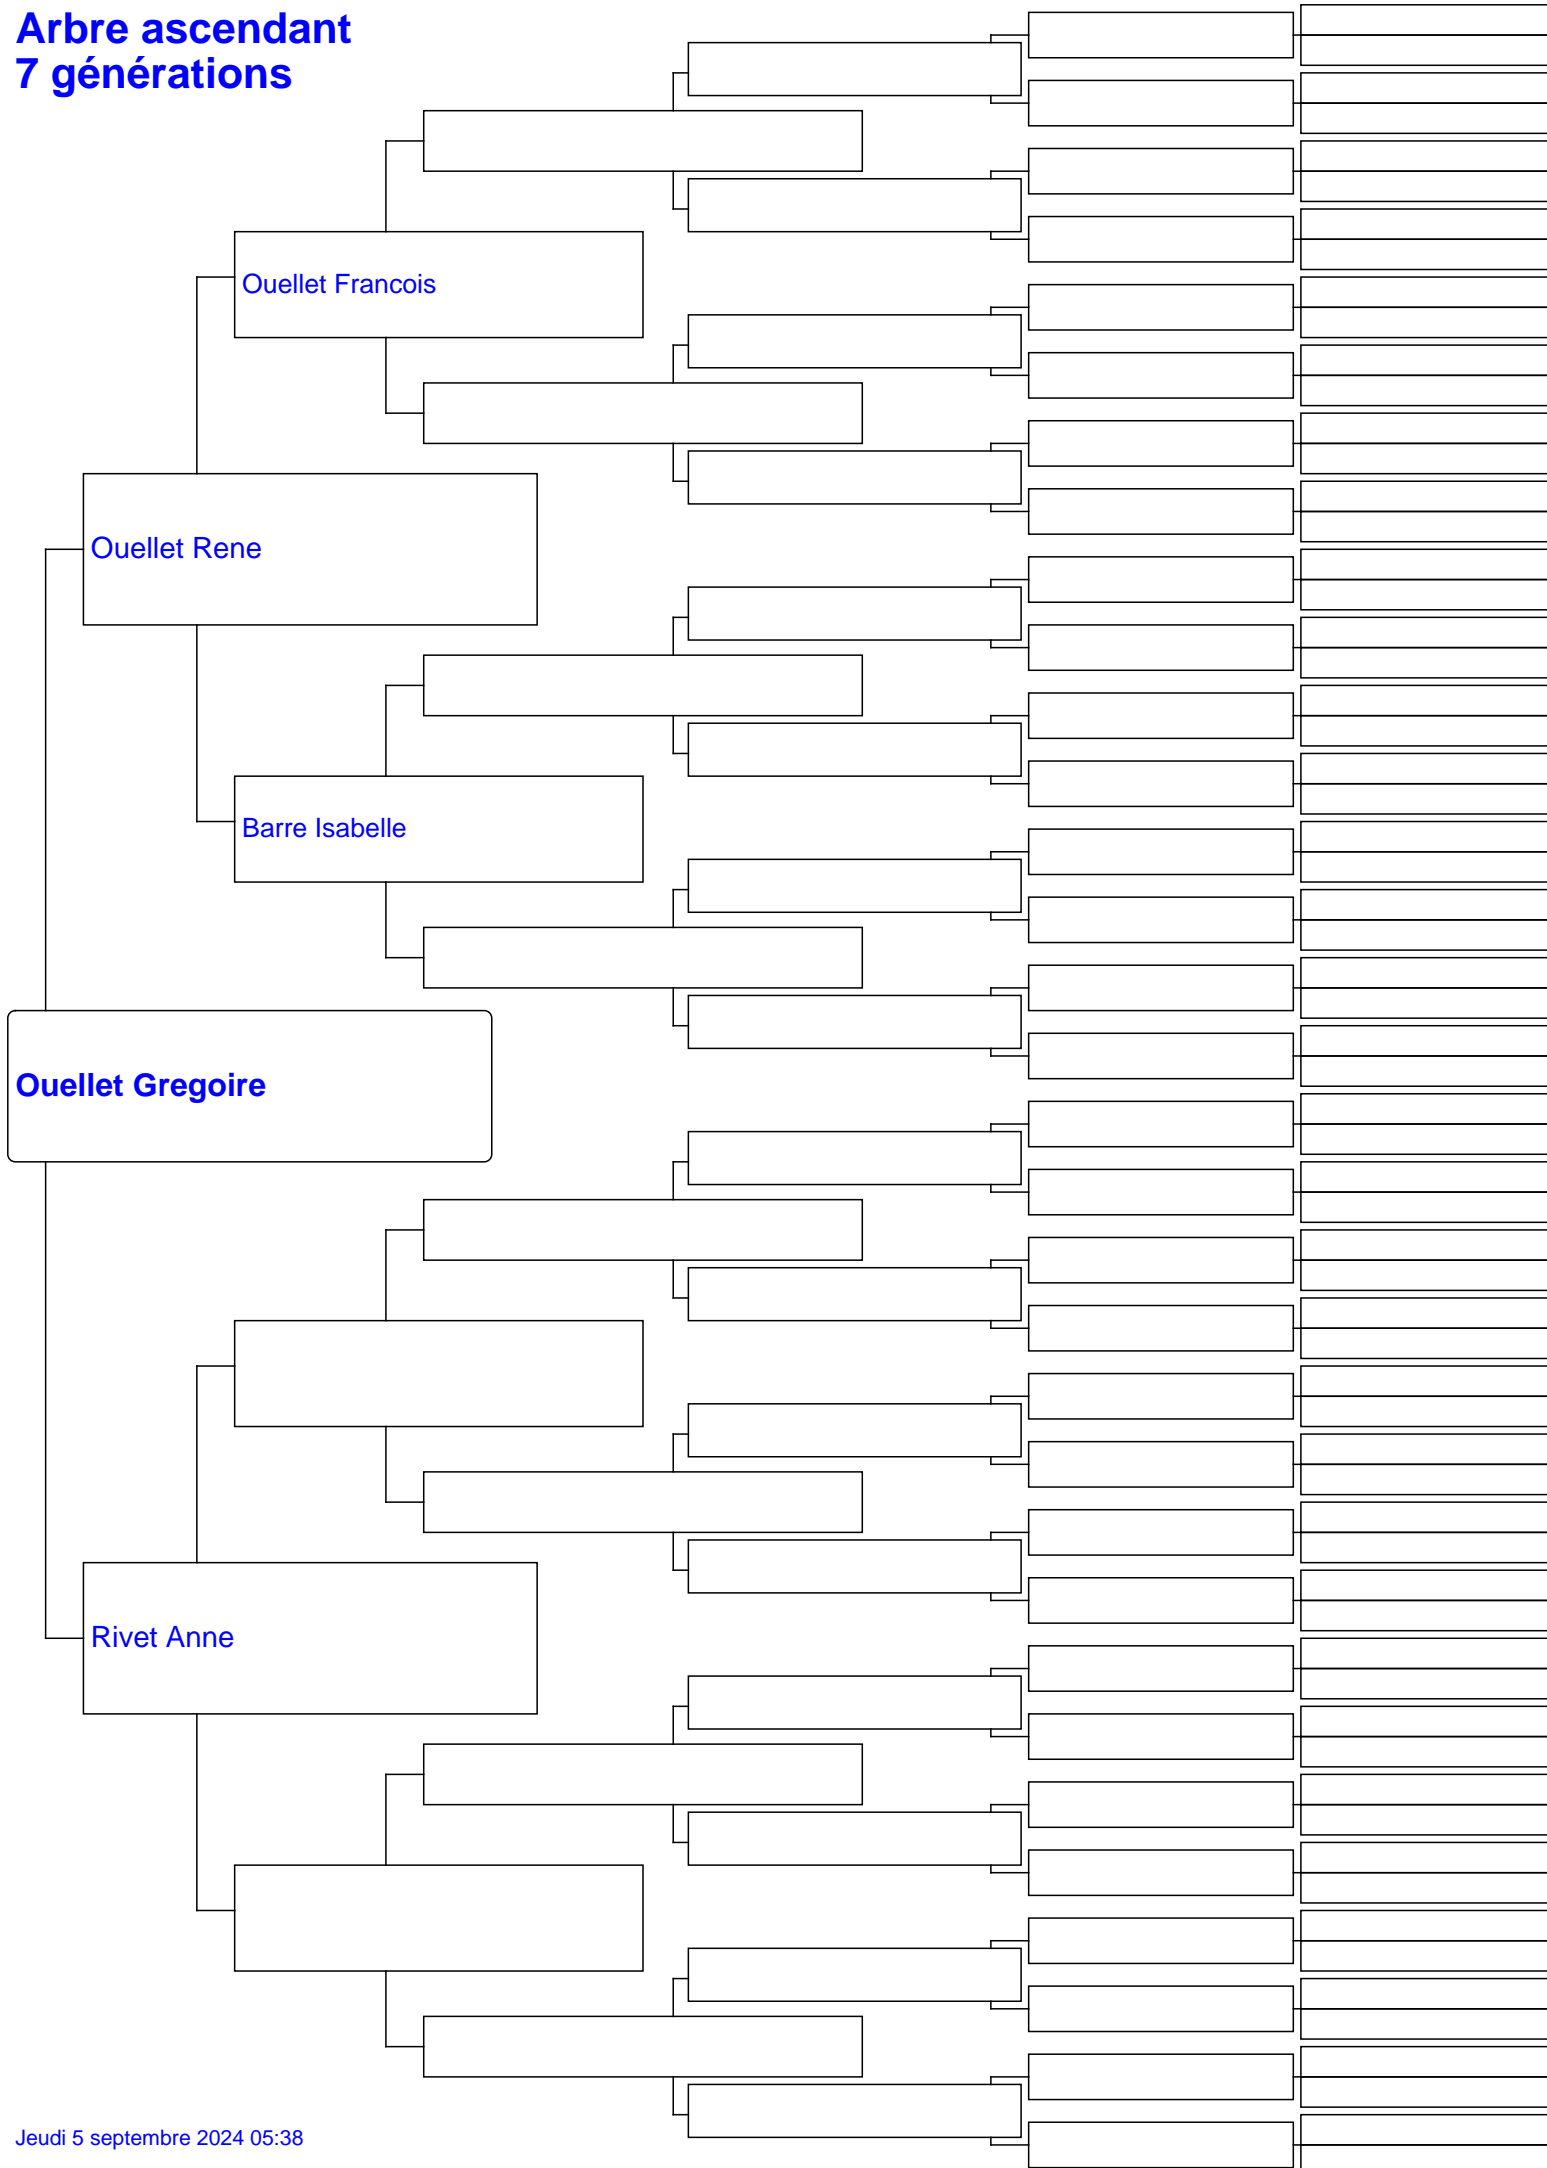 Arbre ascendant
7 générations
Ouellet Francois
Ouellet Rene
Barre Isabelle
Ouellet Gregoire
Rivet Anne
Jeudi 5 septembre 2024 05:38